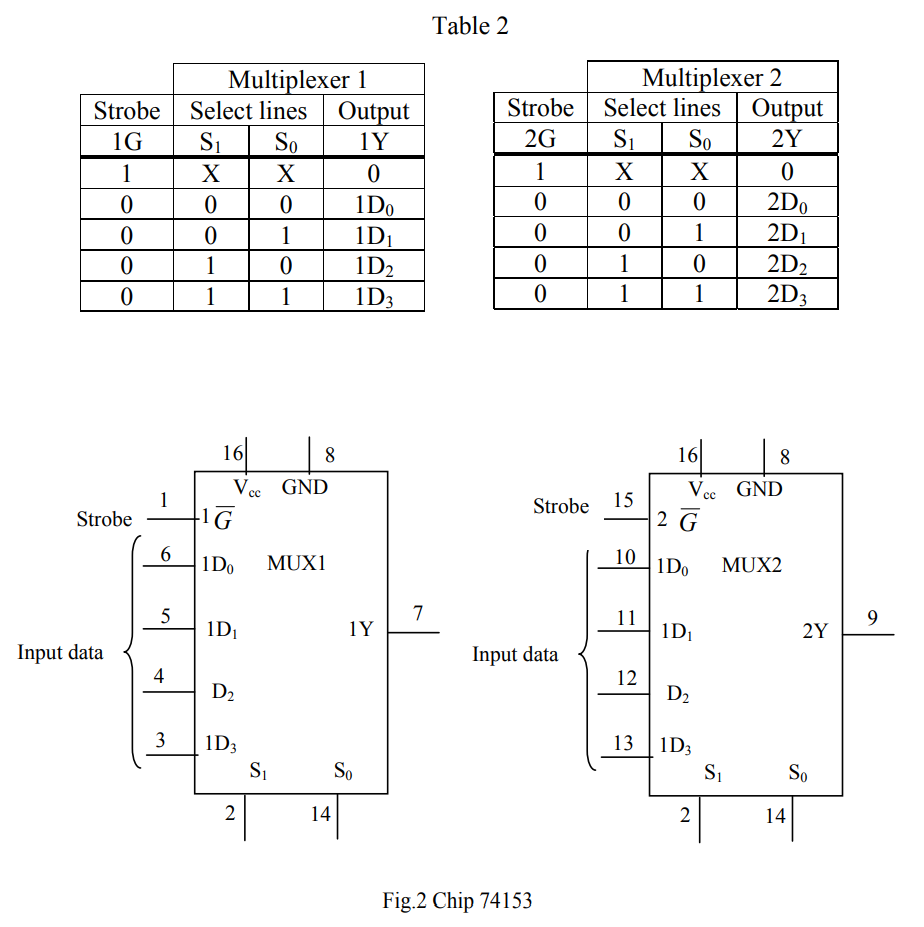 Table 2
Multiplexer 1
Strobe Select lines Output
1G S₁ S₀ 1Y
1 X X 0
0 0 0 1D₀
0 0 1 1D₁
0 1 0 1D₂
0 1 1 1D₃
Multiplexer 2
Strobe Select lines Output
2G S₁ S₀ 2Y
1 X X 0
0 0 0 2D₀
0 0 1 2D₁
0 1 0 2D₂
0 1 1 2D₃
16 8
Vcc GND
Strobe 1 1 G̅
6 1D₀ MUX1
5 1D₁ 1Y 7
Input data
4 D₂
3 1D₃
S₁ S₀
2 14
16 8
Vcc GND
Strobe 15 2 G̅
10 1D₀ MUX2
11 1D₁ 2Y 9
Input data
12 D₂
13 1D₃
S₁ S₀
2 14
Fig.2 Chip 74153